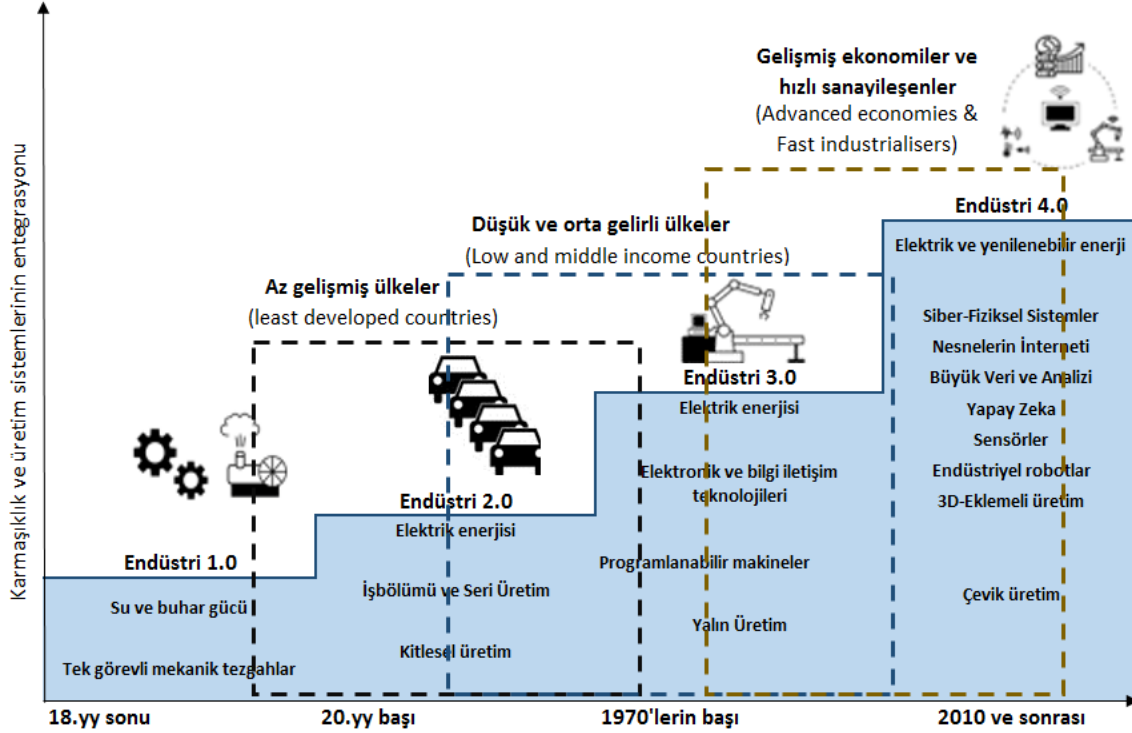 Karmaşıklık ve üretim sistemlerinin entegrasyonu
Gelişmiş ekonomiler ve
hızlı sanayileşenler
(Advanced economies &
Fast industrialisers)
Düşük ve orta gelirli ülkeler
(Low and middle income countries)
Az gelişmiş ülkeler
(least developed countries)
Endüstri 1.0
Su ve buhar gücü
Tek görevli mekanik tezgahlar
Endüstri 2.0
Elektrik enerjisi
İşbölümü ve Seri Üretim
Kitlesel üretim
Endüstri 3.0
Elektrik enerjisi
Elektronik ve bilgi iletişim
teknolojileri
Programlanabilir makineler
Yalın Üretim
Endüstri 4.0
Elektrik ve yenilenebilir enerji
Siber-Fiziksel Sistemler
Nesnelerin İnterneti
Büyük Veri ve Analizi
Yapay Zeka
Sensörler
Endüstriyel robotlar
3D-Eklemeli üretim
Çevik üretim
18.yy sonu
20.yy başı
1970'lerin başı
2010 ve sonrası